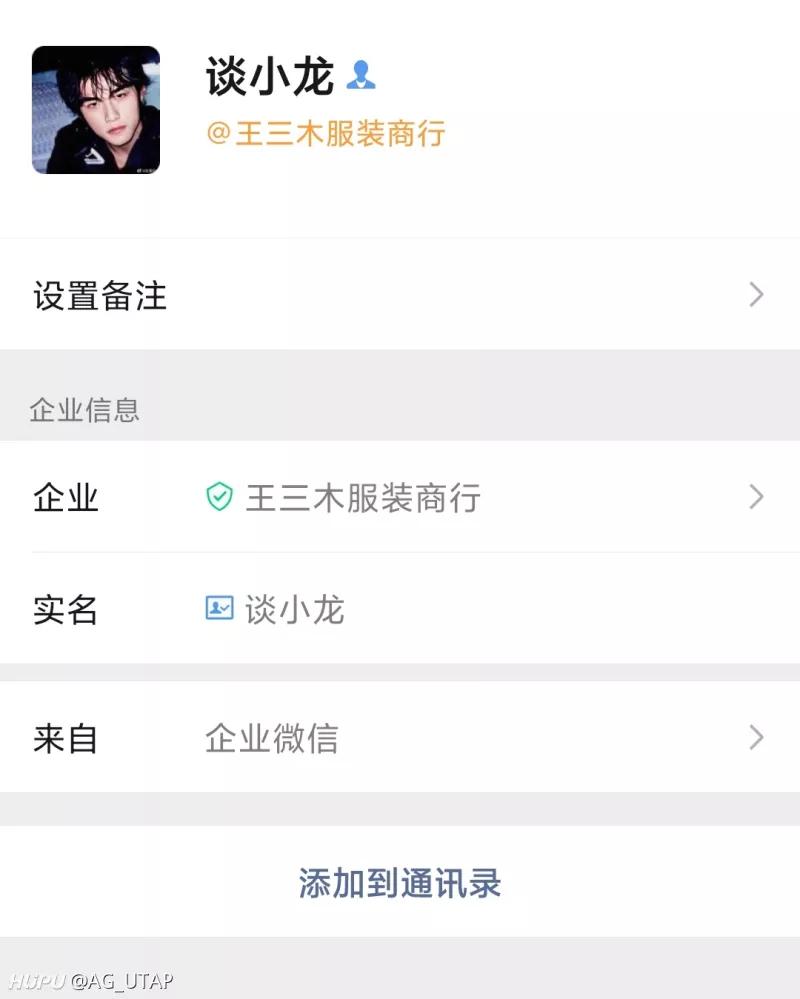 谈小龙
@王三木服装商行
设置备注
企业信息
企业 王三木服装商行
实名 谈小龙
来自 企业微信
添加到通讯录
HUPU @AG_UTAP